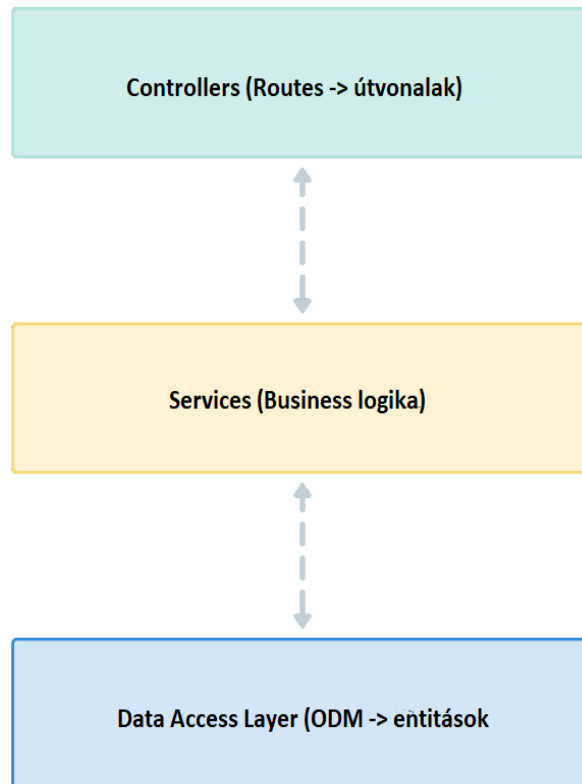 Controllers (Routes -> útvonalak)
Services (Business logika)
Data Access Layer (ODM -> entitások